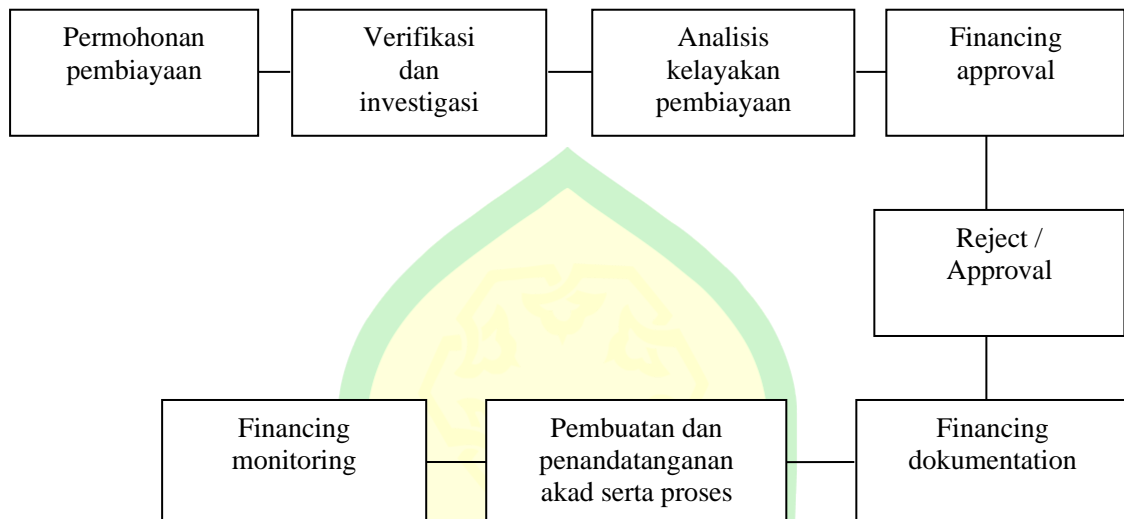 Permohonan
pembiayaan
Verifikasi
dan
investigasi
Analisis
kelayakan
pembiayaan
Financing
approval
Reject /
Approval
Financing
dokumentation
Pembuatan dan
penandatanganan
akad serta proses
Financing
monitoring